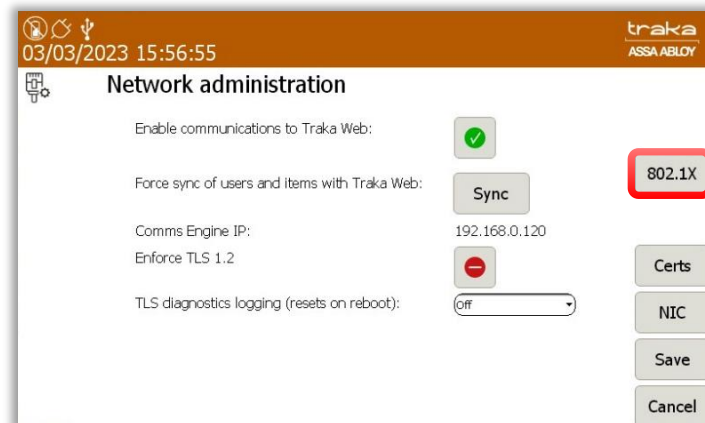 traka
03/03/2023 15:56:55
ASSA ABLOY
Network administration
Enable communications to Traka Web:
802.1X
Force sync of users and items with Traka Web:
Sync
Comms Engine IP:
192.168.0.120
Enforce TLS 1.2
Certs
TLS diagnostics logging (resets on reboot):
Off
NIC
Save
Cancel